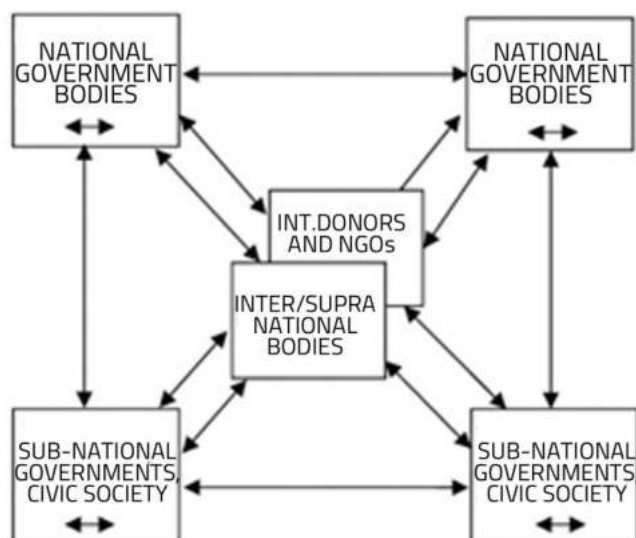 NATIONAL
GOVERNMENT
BODIES
NATIONAL
GOVERNMENT
BODIES
INT.DONORS
AND NGOs
INTER/SUPRA
NATIONAL
BODIES
SUB-NATIONAL
GOVERNMENTS,
CIVIC SOCIETY
SUB-NATIONAL
GOVERNMENTS
CIVIC SOCIETY